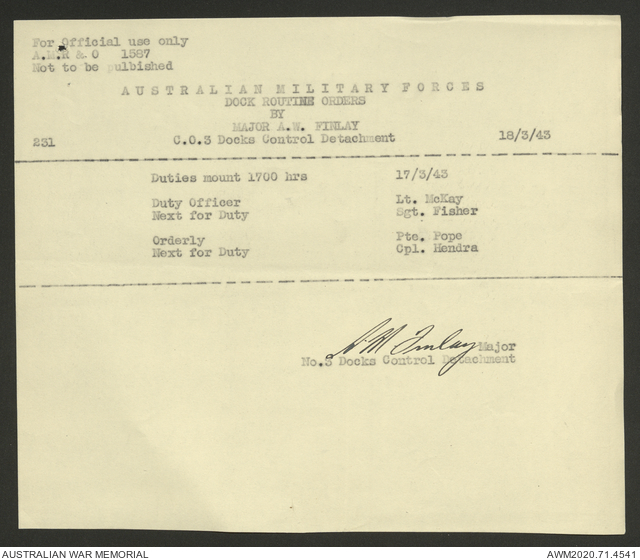 For Official use only
A.M.R & O 1587
Not to be pulbished
AUSTRALIAN MILITARY FORCES
DOCK ROUTINE ORDERS
BY
MAJOR A.W. FINLAY
231 C.O.3 Docks Control Detachment 18/3/43
Duties mount 1700 hrs 17/3/43
Duty Officer Lt. McKay
Next for Duty Sgt. Fisher
Orderly Pte. Pope
Next for Duty Cpl. Hendra
A W Finlay Major
No.3 Docks Control Detachment
AUSTRALIAN WAR MEMORIAL AWM2020.71.4541